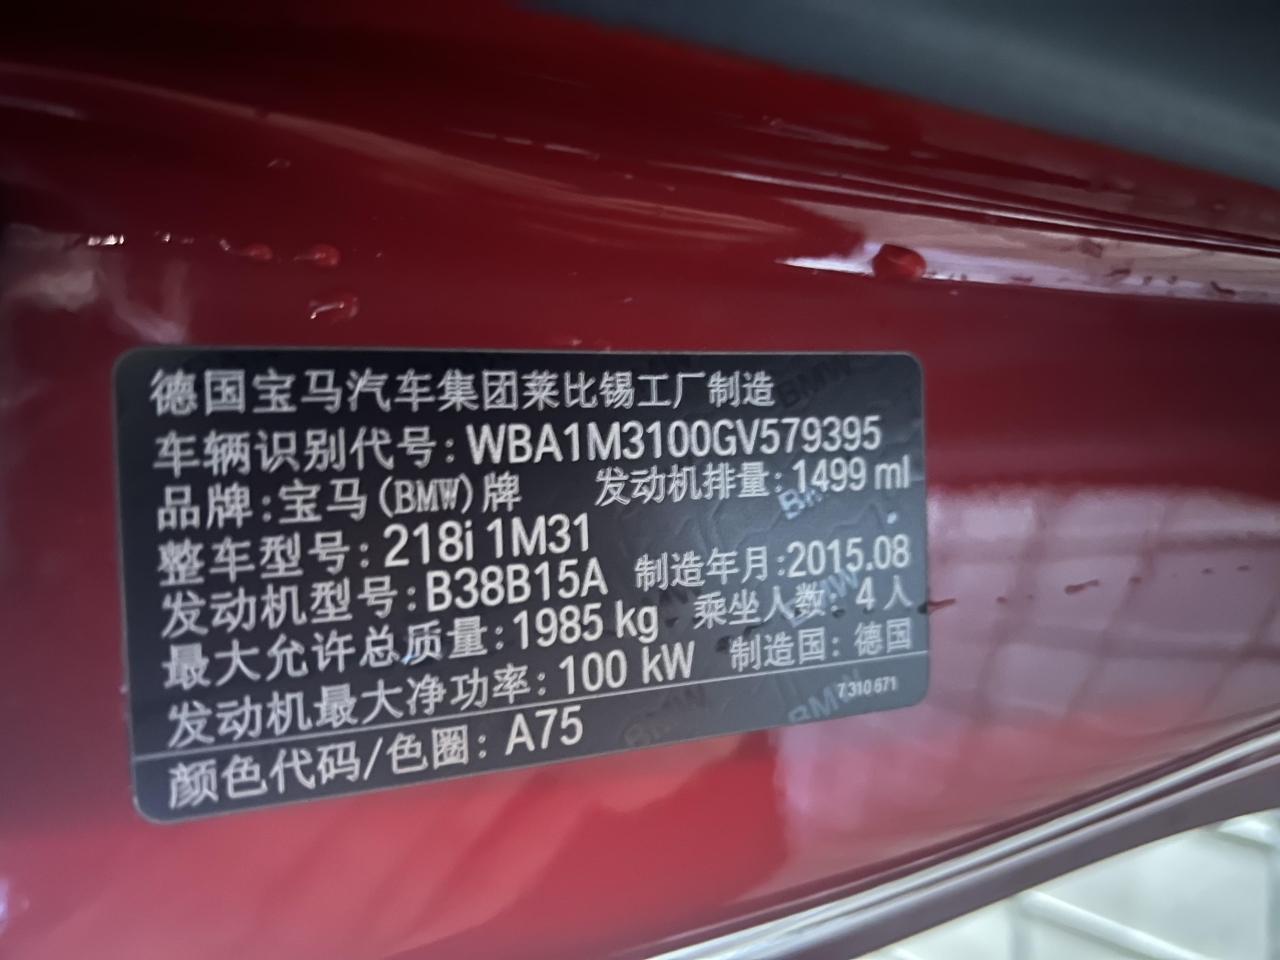 德国宝马汽车集团莱比锡工厂制造
车辆识别代号:WBA1M3100GV579395
品牌:宝马(BMW)牌 发动机排量:1499 ml
整车型号:218i 1M31
发动机型号:B38B15A 制造年月:2015.08
最大允许总质量:1985 kg 乘坐人数:4人
发动机最大净功率:100 kW 制造国:德国
7 310 671
颜色代码/色圈:A75